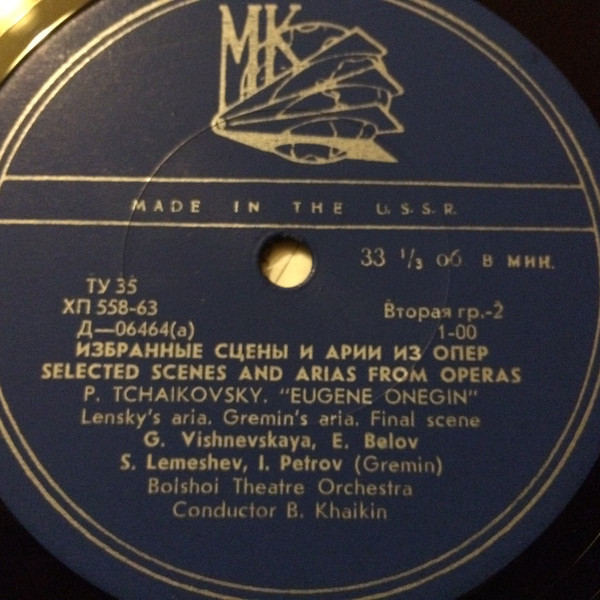 МК
MADE IN THE U.S.S.R.
33 1/3 об в мин.
ТУ 35
ХП 558-63
Вторая гр.-2
Д—06464(а)
1-00
ИЗБРАННЫЕ СЦЕНЫ И АРИИ ИЗ ОПЕР
SELECTED SCENES AND ARIAS FROM OPERAS
P. TCHAIKOVSKY. "EUGENE ONEGIN"
Lensky's aria. Gremin's aria. Final scene
G. Vishnevskaya, E. Belov
S. Lemeshev, I. Petrov (Gremin)
Bolshoi Theatre Orchestra
Conductor B. Khaikin